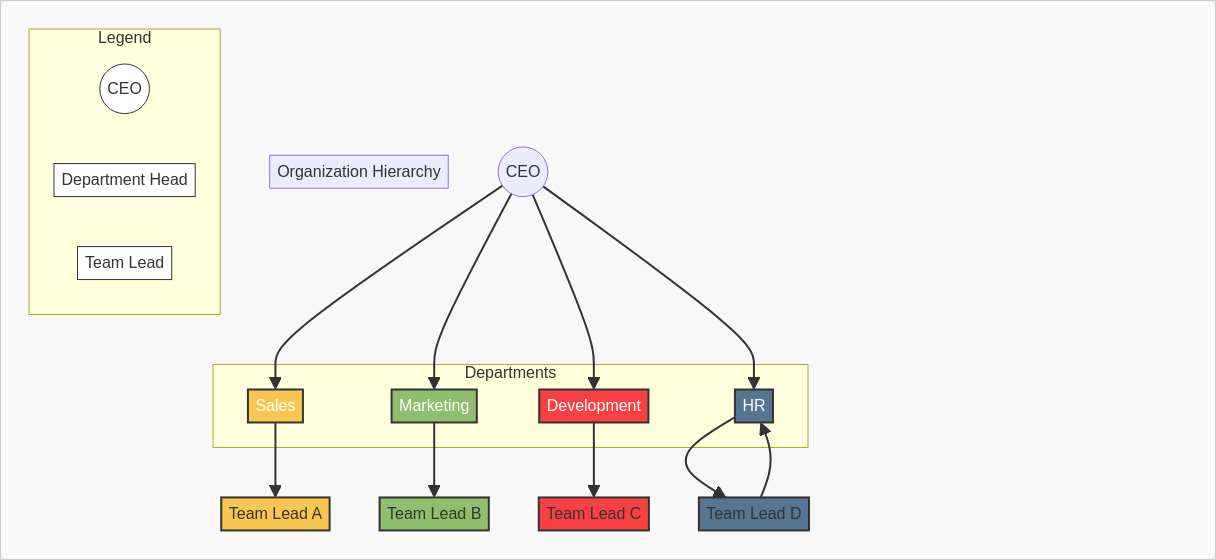 Legend
CEO
Department Head
Team Lead
Organization Hierarchy
CEO
Departments
Sales
Marketing
Development
HR
Team Lead A
Team Lead B
Team Lead C
Team Lead D